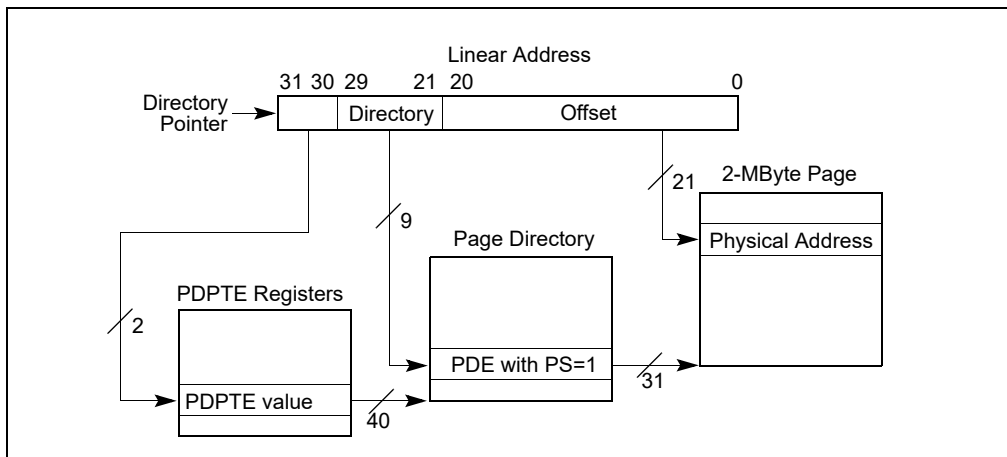 Linear Address
31 30 29 21 20 0
Directory
Pointer
Directory
Offset
21
2-MByte Page
9
Physical Address
Page Directory
PDPTE Registers
2
PDE with PS=1
31
PDPTE value
40